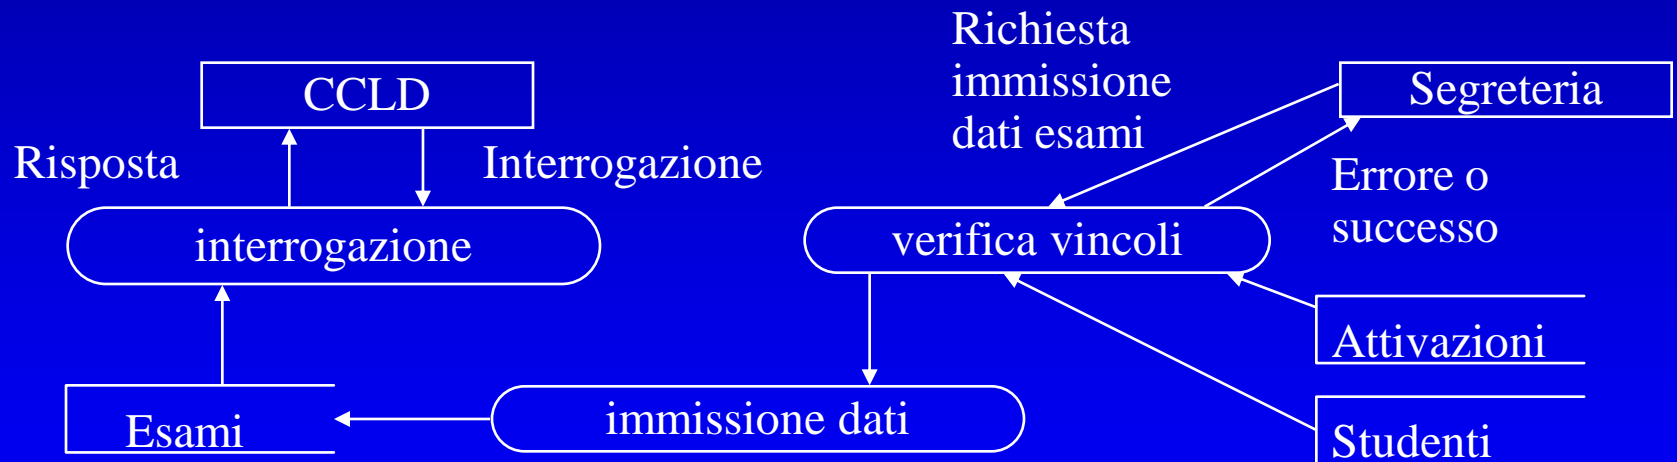 Richiesta
immissione
dati esami
CCLD
Segreteria
Risposta
Interrogazione
Errore o
successo
interrogazione
verifica vincoli
Attivazioni
Esami
immissione dati
Studenti